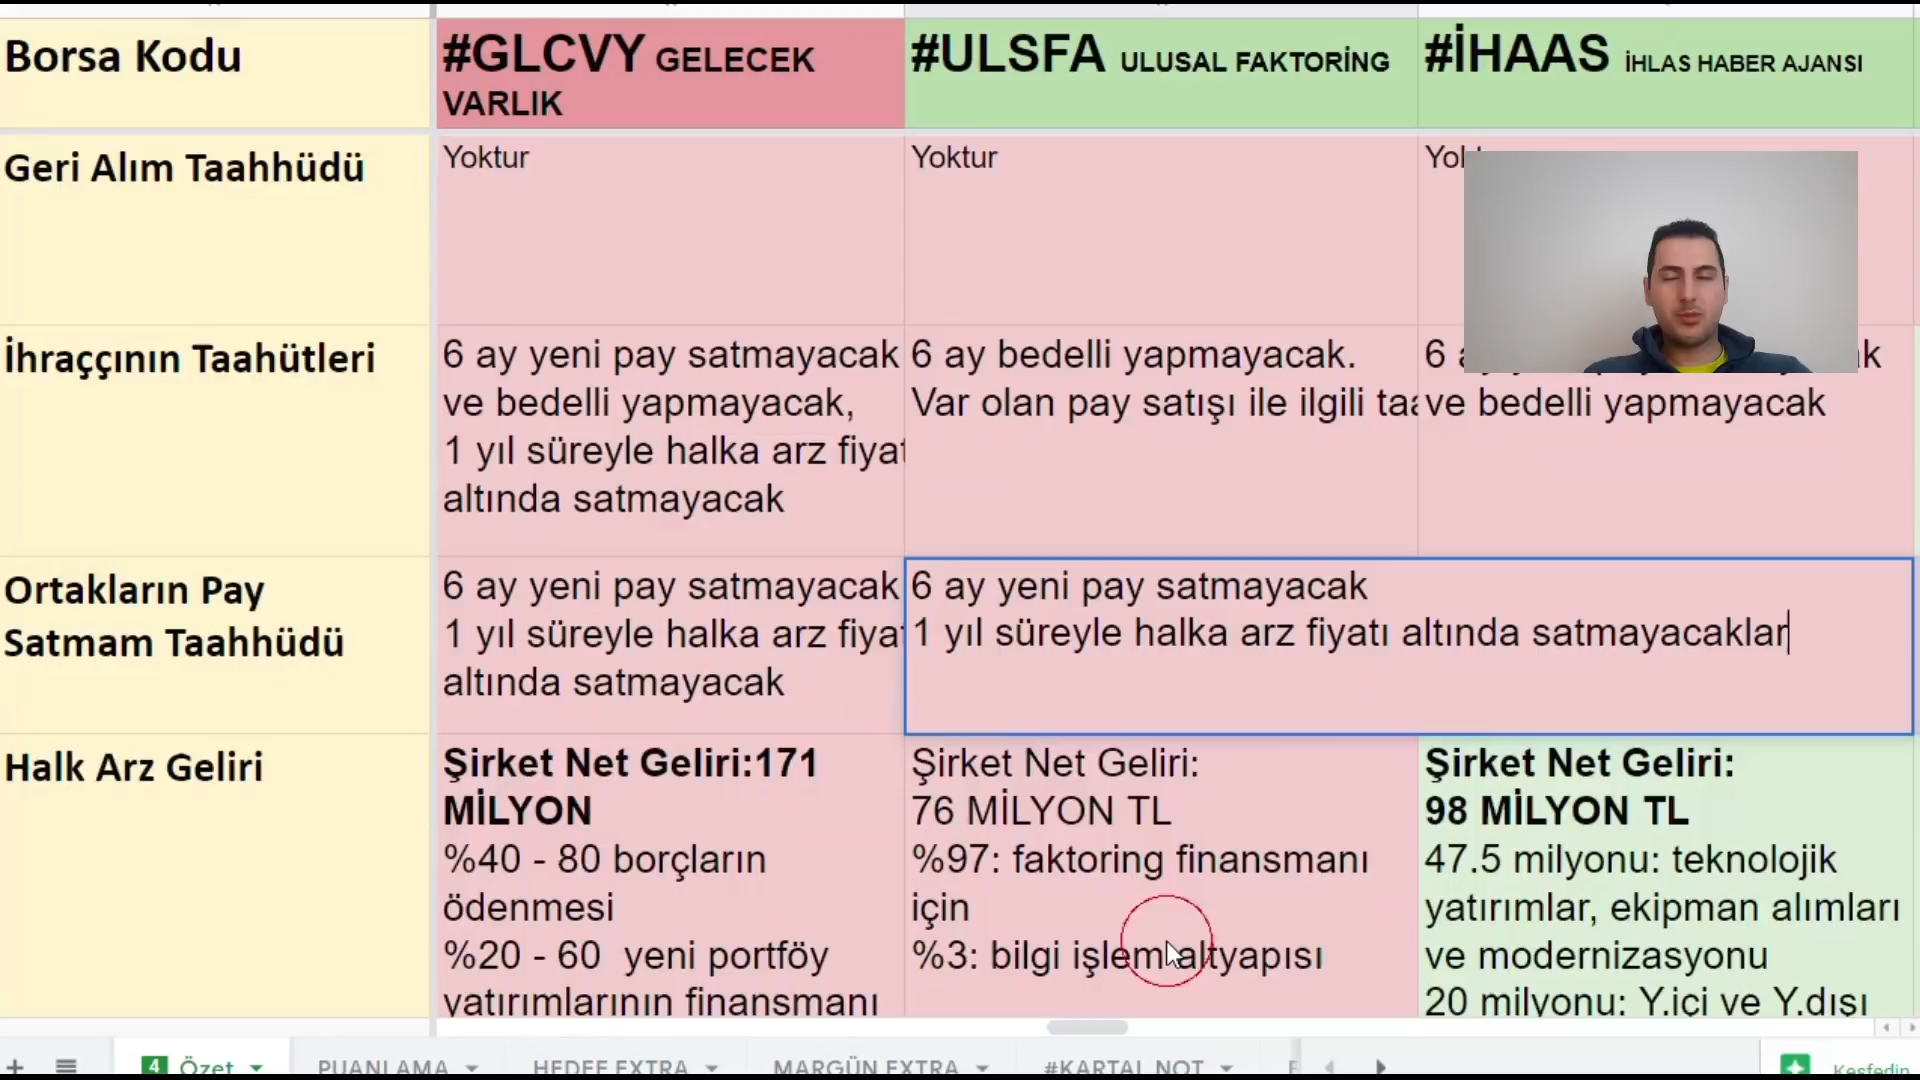 Borsa Kodu
#GLCVY GELECEK
VARLIK
#ULSFA ULUSAL FAKTORİNG
#İHAAS İHLAS HABER AJANSI
Geri Alım Taahhüdü
Yoktur
Yoktur
İhraççının Taahütleri
6 ay yeni pay satmayacak
ve bedelli yapmayacak,
1 yıl süreyle halka arz
altında satmayacak
6 ay bedelli yapmayacak.
Var olan pay satışı ile ilgili
6
ve bedelli yapmayacak
Ortakların Pay
Satmam Taahhüdü
6 ay yeni pay satmayacak
1 yıl süreyle halka arz
altında satmayacak
6 ay yeni pay satmayacak
1 yıl süreyle halka arz fiyatı altında satmayacaklar
Halk Arz Geliri
Şirket Net Geliri:171
MİLYON
%40 - 80 borçların
ödenmesi
%20 - 60 yeni portföy
yatırımlarının finansmanı
Şirket Net Geliri:
76 MİLYON TL
%97: faktoring finansmanı
için
%3: bilgi işlem altyapısı
Şirket Net Geliri:
98 MİLYON TL
47.5 milyonu: teknolojik
yatırımlar, ekipman alımları
ve modernizasyonu
20 milyonu: Y.içi ve Y.dışı
4 Özet
PUANLAMA
HEDEF EXTRA
MARGÜN EXTRA
#KARTAL NOT
Keşfedin